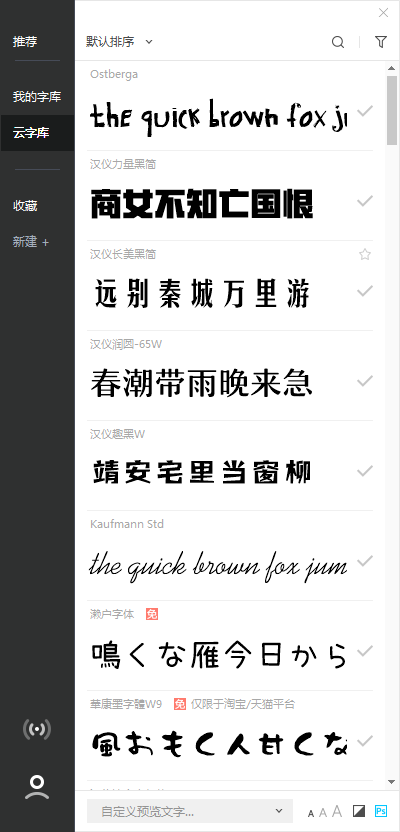 推荐
我的字库
云字库
收藏
新建 +
默认排序
Ostberga
the quick brown fox ju
汉仪力量黑简
商女不知亡国恨
汉仪长美黑简
远别秦城万里游
汉仪润圆-65W
春潮带雨晚来急
汉仪趣黑W
靖安宅里当窗柳
Kaufmann Std
the quick brown fox jum
濑户字体 免
鳴くな雁今日から
華康墨字體W9 免 仅限于淘宝/天猫平台
風おもく人甘くな
自定义预览文字...
A A A Ps